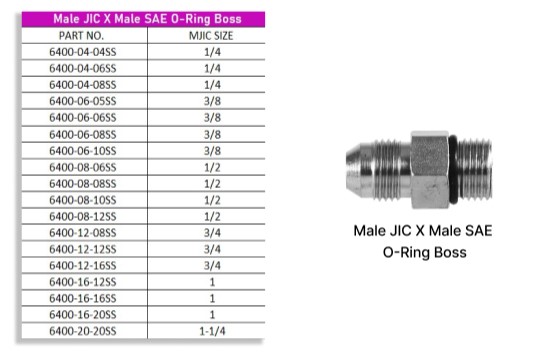 Male JIC X Male SAE O-Ring Boss
PART NO. MJIC SIZE
6400-04-04SS 1/4
6400-04-06SS 1/4
6400-04-08SS 1/4
6400-06-05SS 3/8
6400-06-06SS 3/8
6400-06-08SS 3/8
6400-06-10SS 3/8
6400-08-06SS 1/2
6400-08-08SS 1/2
6400-08-10SS 1/2
6400-08-12SS 1/2
6400-12-08SS 3/4
6400-12-12SS 3/4
6400-12-16SS 3/4
6400-16-12SS 1
6400-16-16SS 1
6400-16-20SS 1
6400-20-20SS 1-1/4
Male JIC X Male SAE
O-Ring Boss